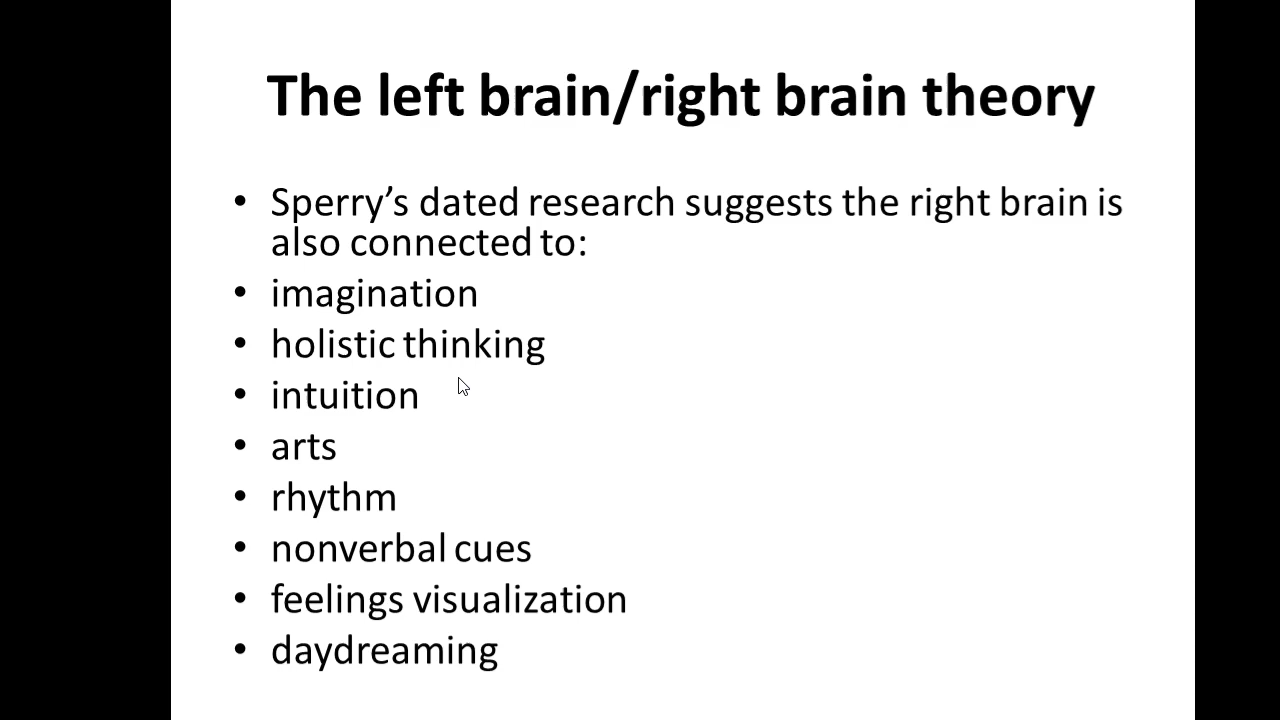 The left brain/right brain theory
• Sperry’s dated research suggests the right brain is
also connected to:
• imagination
• holistic thinking
• intuition
• arts
• rhythm
• nonverbal cues
• feelings visualization
• daydreaming